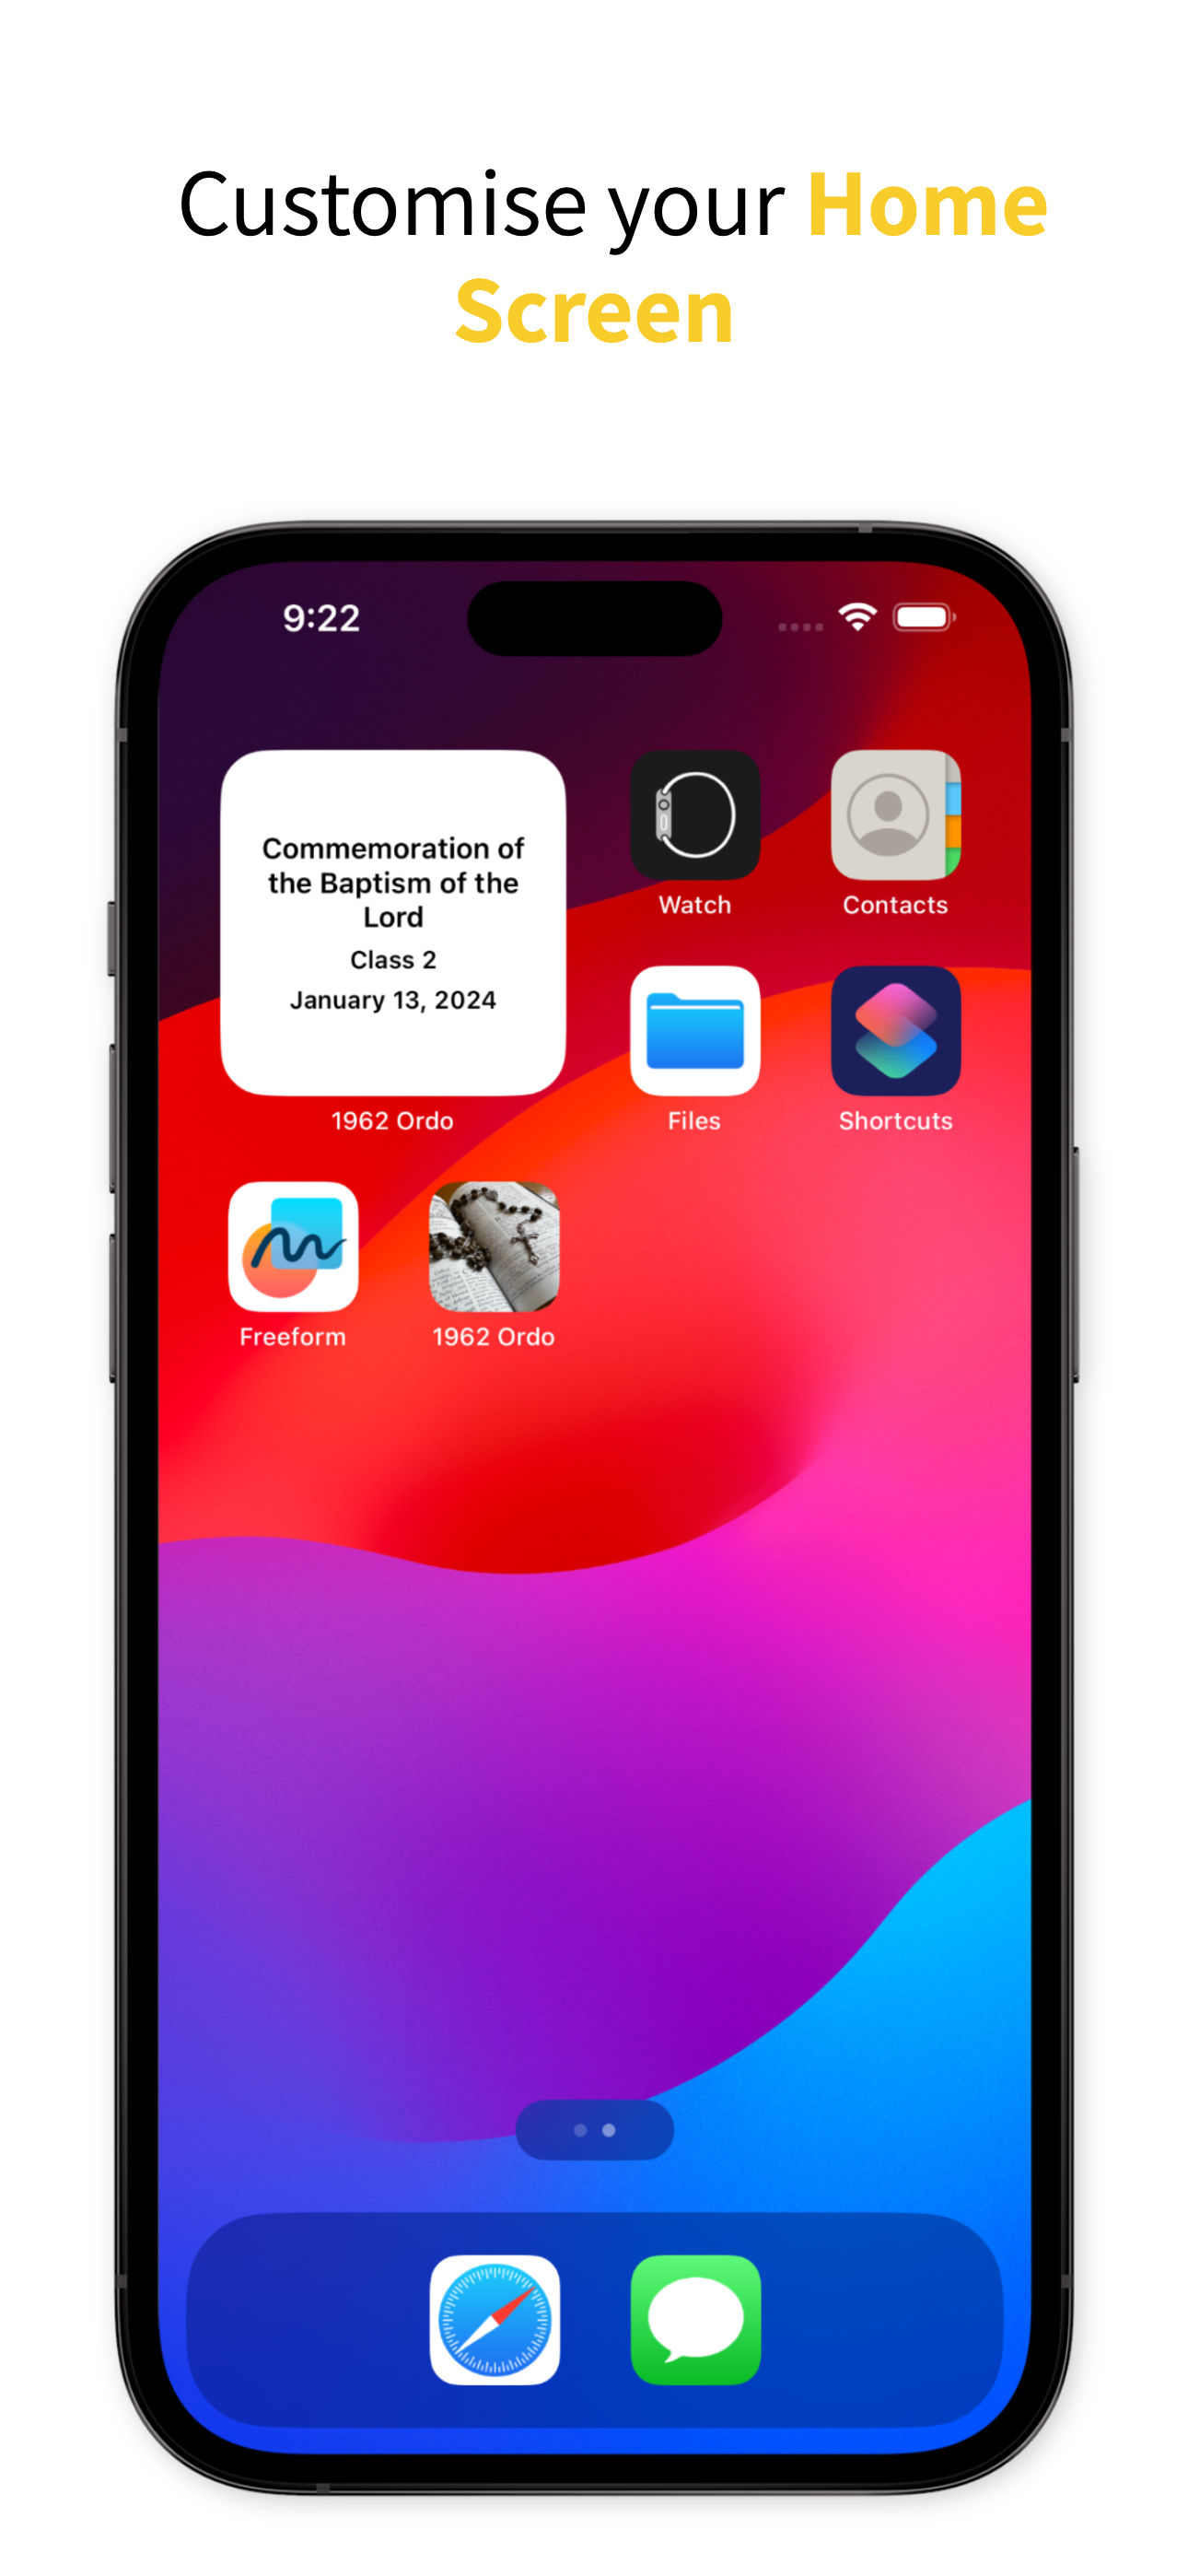 Customise your Home
Screen
9:22
Commemoration of
the Baptism of the
Lord
Class 2
January 13, 2024
1962 Ordo
Watch
Contacts
Files
Shortcuts
Freeform
1962 Ordo